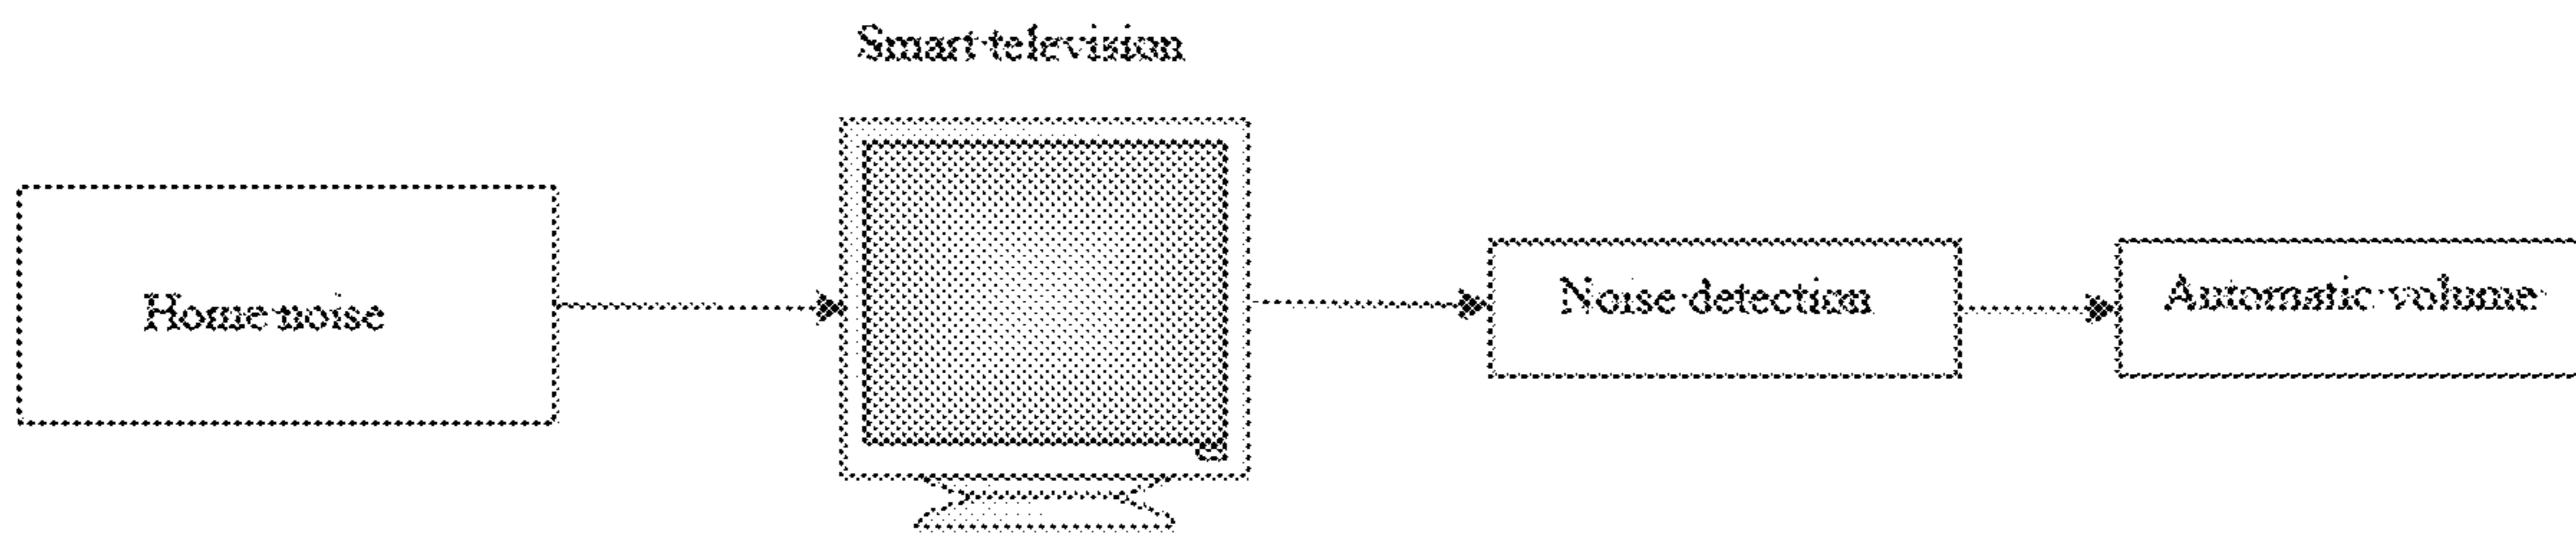 Smart television
Home noise
Noise detection
Automatic volume